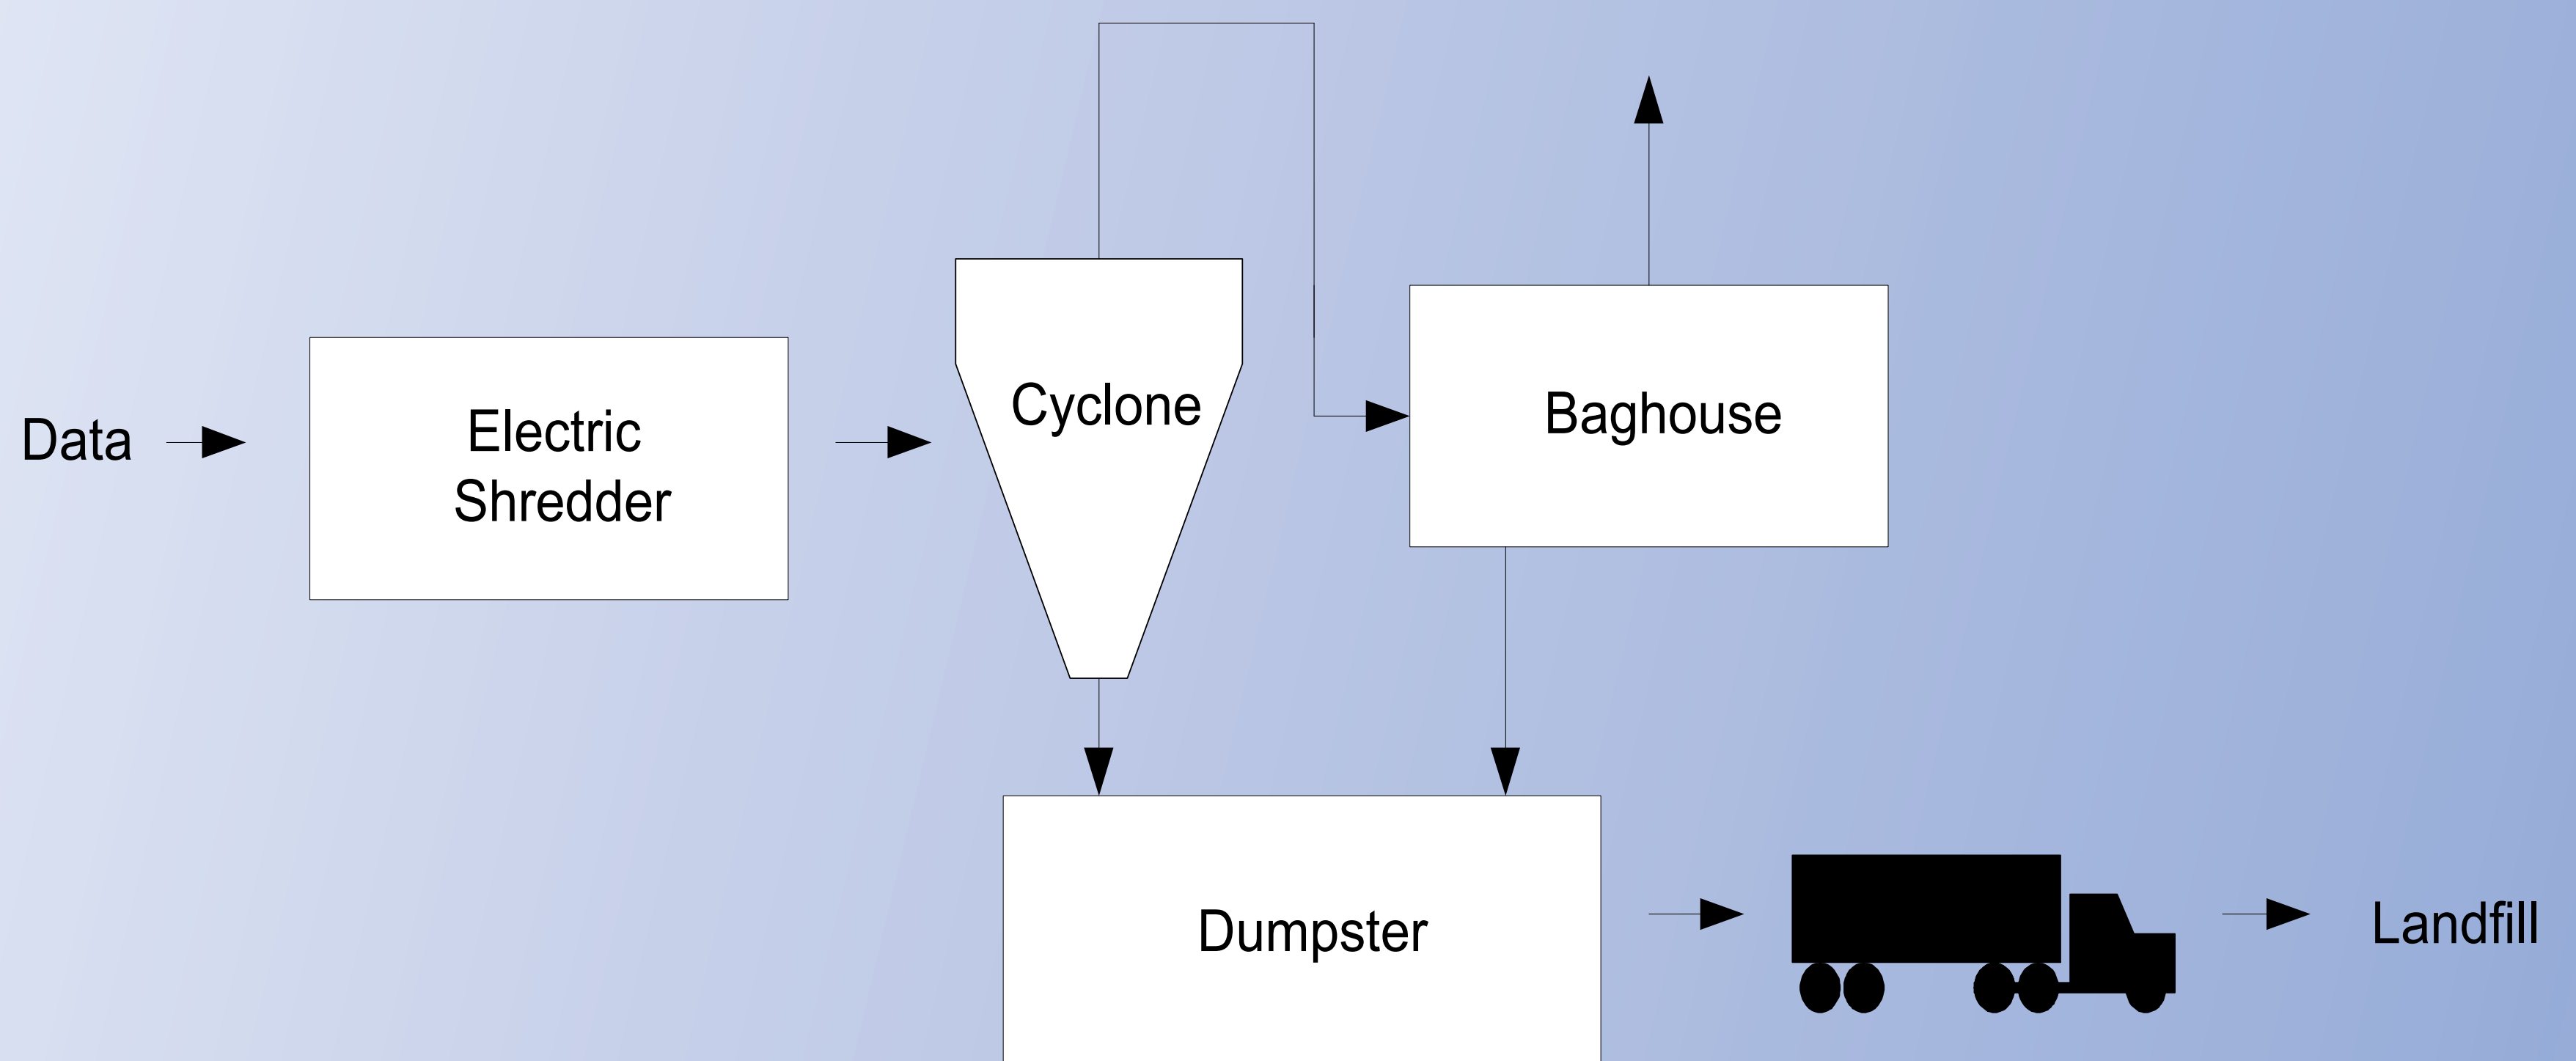 Data
Electric
Shredder
Cyclone
Baghouse
Dumpster
Landfill